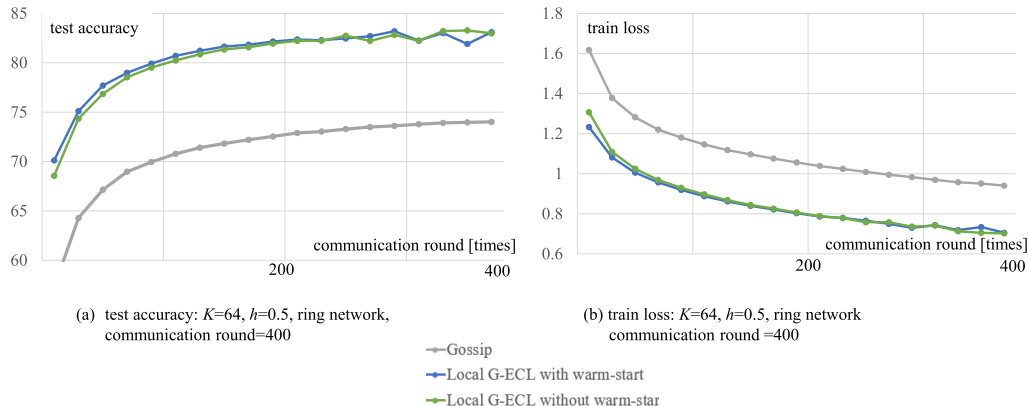 85
80
75
70
65
60
test accuracy
communication round [times]
200
400
1.8
1.6
1.4
1.2
1
0.8
0.6
train loss
communication round [times]
200
400
(a) test accuracy: K=64, h=0.5, ring network,
communication round=400
(b) train loss: K=64, h=0.5, ring network
communication round =400
Gossip
Local G-ECL with warm-start
Local G-ECL without warm-star